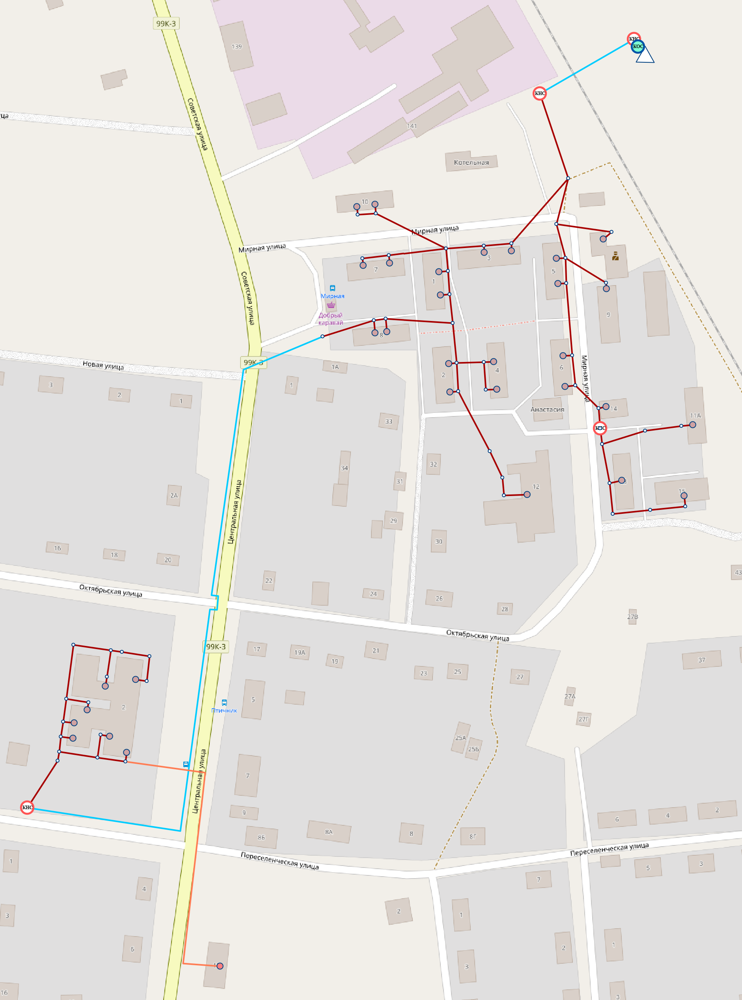 99К-3
139
КНС
КОС
КНС
Советская улица
ца
141
Котельная
10
Мирная улица
Мирная улица
3
7
5
1
Советская улица
Мирная
Добрый
каравай
9
8
99К-3
Новая улица
1А
2
4
6
Мирная улица
1
3
2
1
14
Анастасия
11А
33
32
34
31
2А
12
15
Центральная улица
29
30
16
18
20
22
24
26
28
43
Октябрьская улица
27В
Октябрьская улица
99К-3
17
19А
19
21
23
25
27
37
5
2
Птичник
27А
27Г
25А
25Б
7
Центральная улица
КНС
9
6
4
2
8Б
8А
8
8Г
Переселенческая улица
Переселенческая улица
1
7
5
3
4
3
2
1
6
2
1
3
16
3